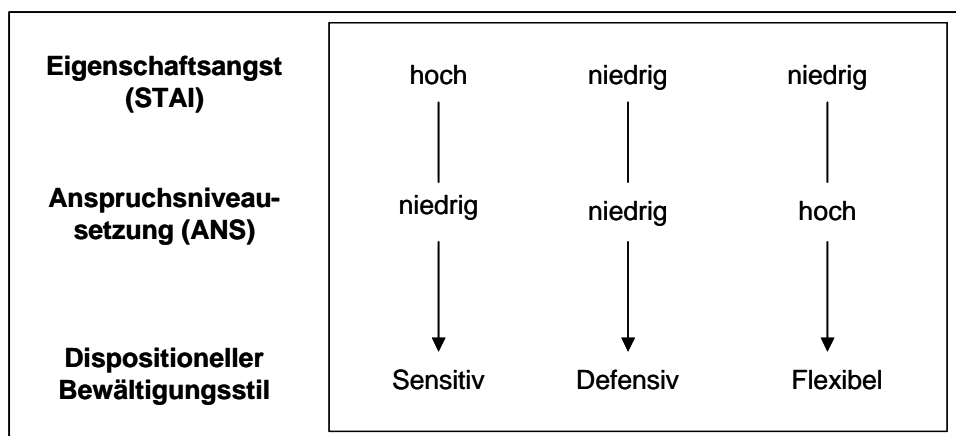 Eigenschaftsangst
(STAI)
hoch
niedrig
niedrig
Anspruchsniveau-
setzung (ANS)
niedrig
niedrig
hoch
Dispositioneller
Bewältigungsstil
Sensitiv
Defensiv
Flexibel